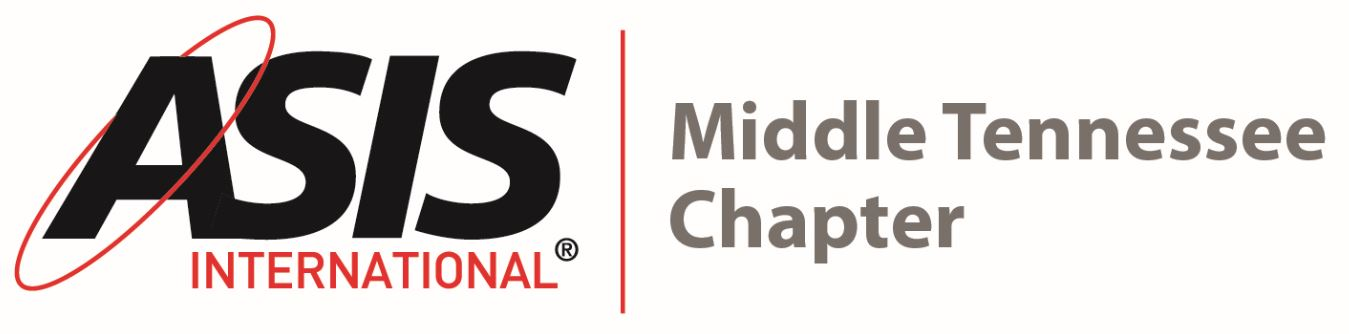 ASIS
INTERNATIONAL®
Middle Tennessee
Chapter